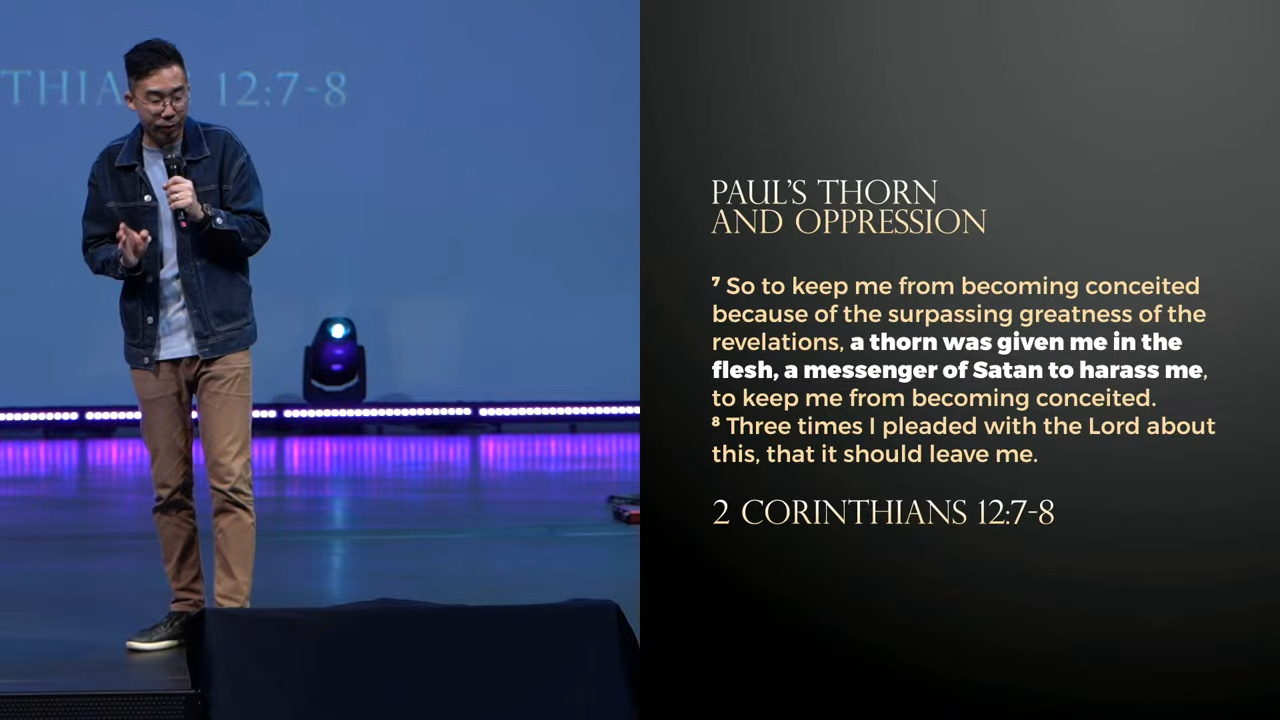 THIA 12:7-8
PAUL'S THORN
AND OPPRESSION
⁷ So to keep me from becoming conceited
because of the surpassing greatness of the
revelations, a thorn was given me in the
flesh, a messenger of Satan to harass me,
to keep me from becoming conceited.
⁸ Three times I pleaded with the Lord about
this, that it should leave me.
2 CORINTHIANS 12:7-8